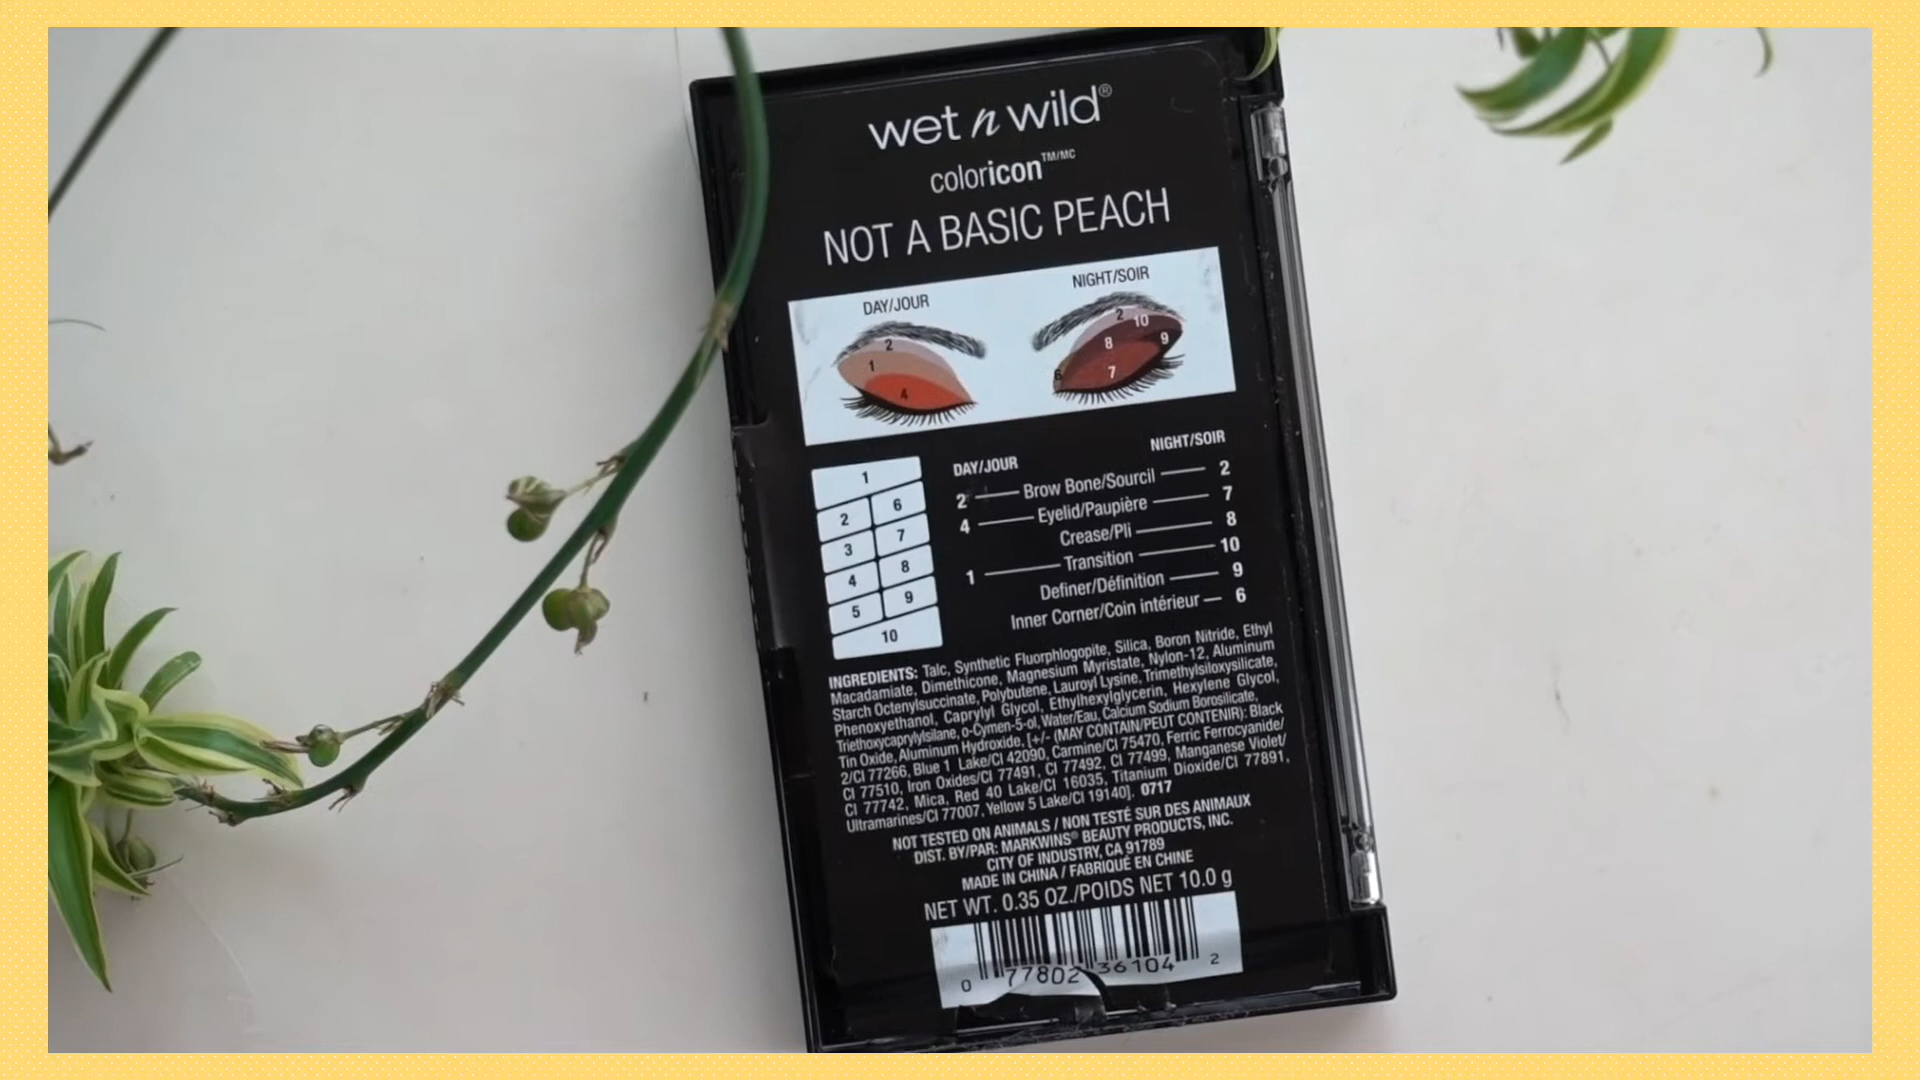 wet n wild®
coloricon™/MC
NOT A BASIC PEACH
DAY/JOUR
NIGHT/SOIR
2
1
4
2
10
8
9
6
7
1
2 6
3 7
4 8
5 9
10
DAY/JOUR NIGHT/SOIR
2 Brow Bone/Sourcil 2
4 Eyelid/Paupière 7
Crease/Pli 8
1 Transition 10
Definer/Définition 9
Inner Corner/Coin intérieur 6
INGREDIENTS: Talc, Synthetic Fluorphlogopite, Silica, Boron Nitride, Ethyl
Macadamiate, Dimethicone, Magnesium Myristate, Nylon-12, Aluminum
Starch Octenylsuccinate, Polybutene, Lauroyl Lysine, Trimethylsiloxysilicate,
Phenoxyethanol, Caprylyl Glycol, Ethylhexylglycerin, Hexylene Glycol,
Triethoxycaprylylsilane, o-Cymen-5-ol, Water/Eau, Calcium Sodium Borosilicate,
Tin Oxide, Aluminum Hydroxide, [+/- (MAY CONTAIN/PEUT CONTENIR): Black
2/CI 77266, Blue 1 Lake/CI 42090, Carmine/CI 75470, Ferric Ferrocyanide/
CI 77510, Iron Oxides/CI 77491, CI 77492, CI 77499, Manganese Violet/
CI 77742, Mica, Red 40 Lake/CI 16035, Titanium Dioxide/CI 77891,
Ultramarines/CI 77007, Yellow 5 Lake/CI 19140]. 0717
NOT TESTED ON ANIMALS / NON TESTÉ SUR DES ANIMAUX
DIST. BY/PAR: MARKWINS® BEAUTY PRODUCTS, INC.
CITY OF INDUSTRY, CA 91789
MADE IN CHINA / FABRIQUÉ EN CHINE
NET WT. 0.35 OZ./POIDS NET 10.0 g
0 77802 36104 2